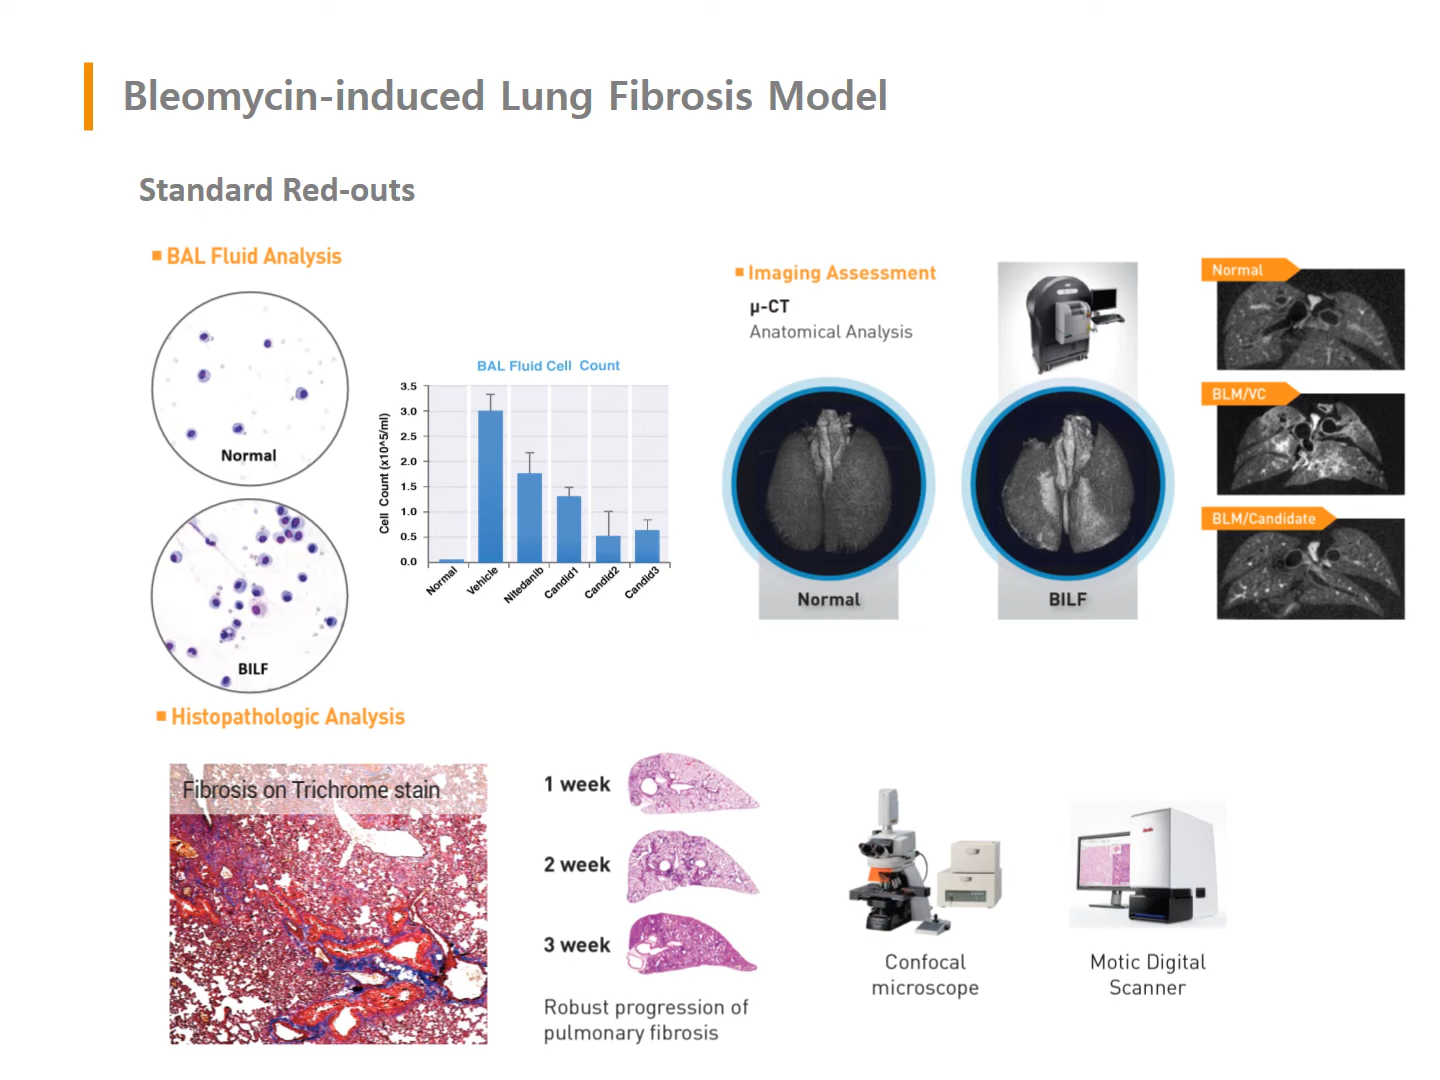 Bleomycin-induced Lung Fibrosis Model
Standard Red-outs
BAL Fluid Analysis
Normal
BILF
BAL Fluid Cell Count
Cell Count (x10^5/ml)
3.5
3.0
2.5
2.0
1.5
1.0
0.5
0.0
Normal
Vehicle
Nitedanib
Candid1
Candid2
Candid3
Imaging Assessment
μ-CT
Anatomical Analysis
Normal
BILF
Normal
BLM/VC
BLM/Candidate
Histopathologic Analysis
Fibrosis on Trichrome stain
1 week
2 week
3 week
Robust progression of
pulmonary fibrosis
Confocal
microscope
Motic Digital
Scanner